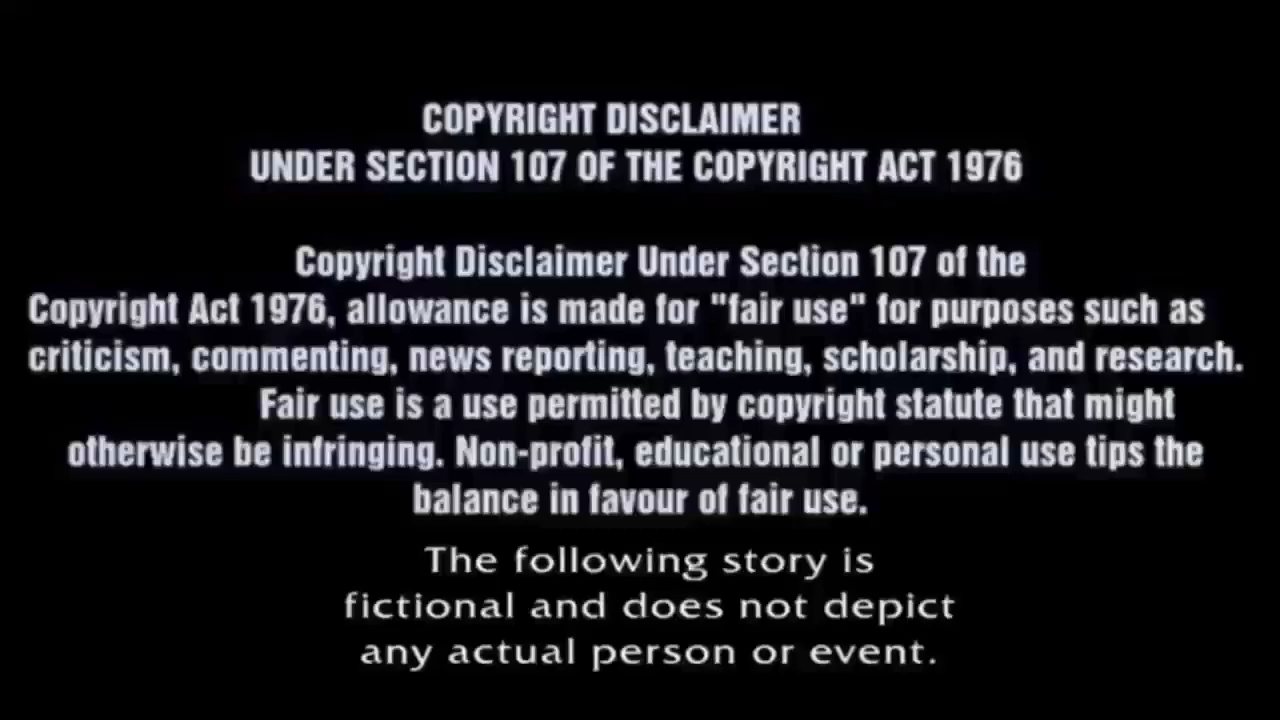 COPYRIGHT DISCLAIMER
UNDER SECTION 107 OF THE COPYRIGHT ACT 1976
Copyright Disclaimer Under Section 107 of the
Copyright Act 1976, allowance is made for "fair use" for purposes such as
criticism, commenting, news reporting, teaching, scholarship, and research.
Fair use is a use permitted by copyright statute that might
otherwise be infringing. Non-profit, educational or personal use tips the
balance in favour of fair use.
The following story is
fictional and does not depict
any actual person or event.